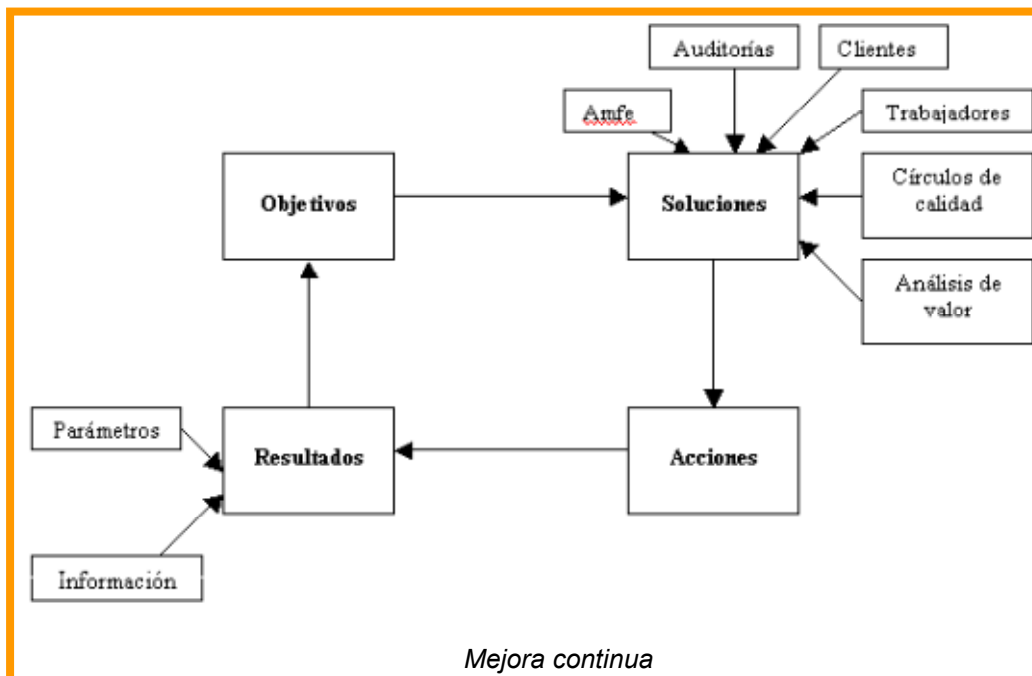 Auditorías
Clientes
Amfe
Trabajadores
Objetivos
Soluciones
Círculos de
calidad
Análisis de
valor
Parámetros
Resultados
Acciones
Información
Mejora continua